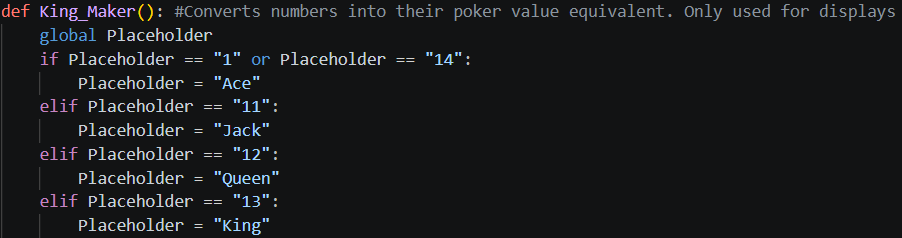 def King_Maker(): #Converts numbers into their poker value equivalent. Only used for displays
    global Placeholder
    if Placeholder == "1" or Placeholder == "14":
        Placeholder = "Ace"
    elif Placeholder == "11":
        Placeholder = "Jack"
    elif Placeholder == "12":
        Placeholder = "Queen"
    elif Placeholder == "13":
        Placeholder = "King"